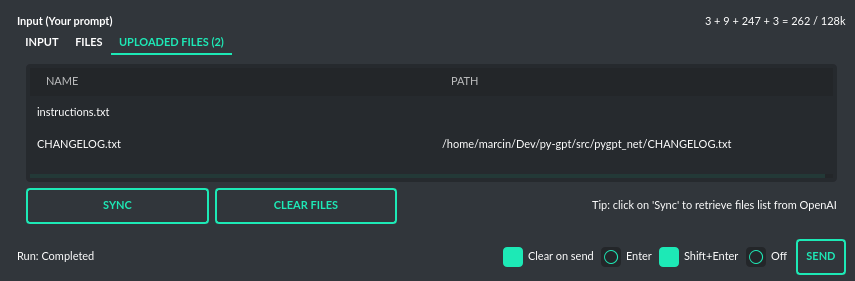 Input (Your prompt)
3 + 9 + 247 + 3 = 262 / 128k
INPUT FILES UPLOADED FILES (2)
NAME PATH
instructions.txt
CHANGELOG.txt /home/marcin/Dev/py-gpt/src/pygpt_net/CHANGELOG.txt
SYNC CLEAR FILES Tip: click on 'Sync' to retrieve files list from OpenAI
Run: Completed Clear on send Enter Shift+Enter Off SEND